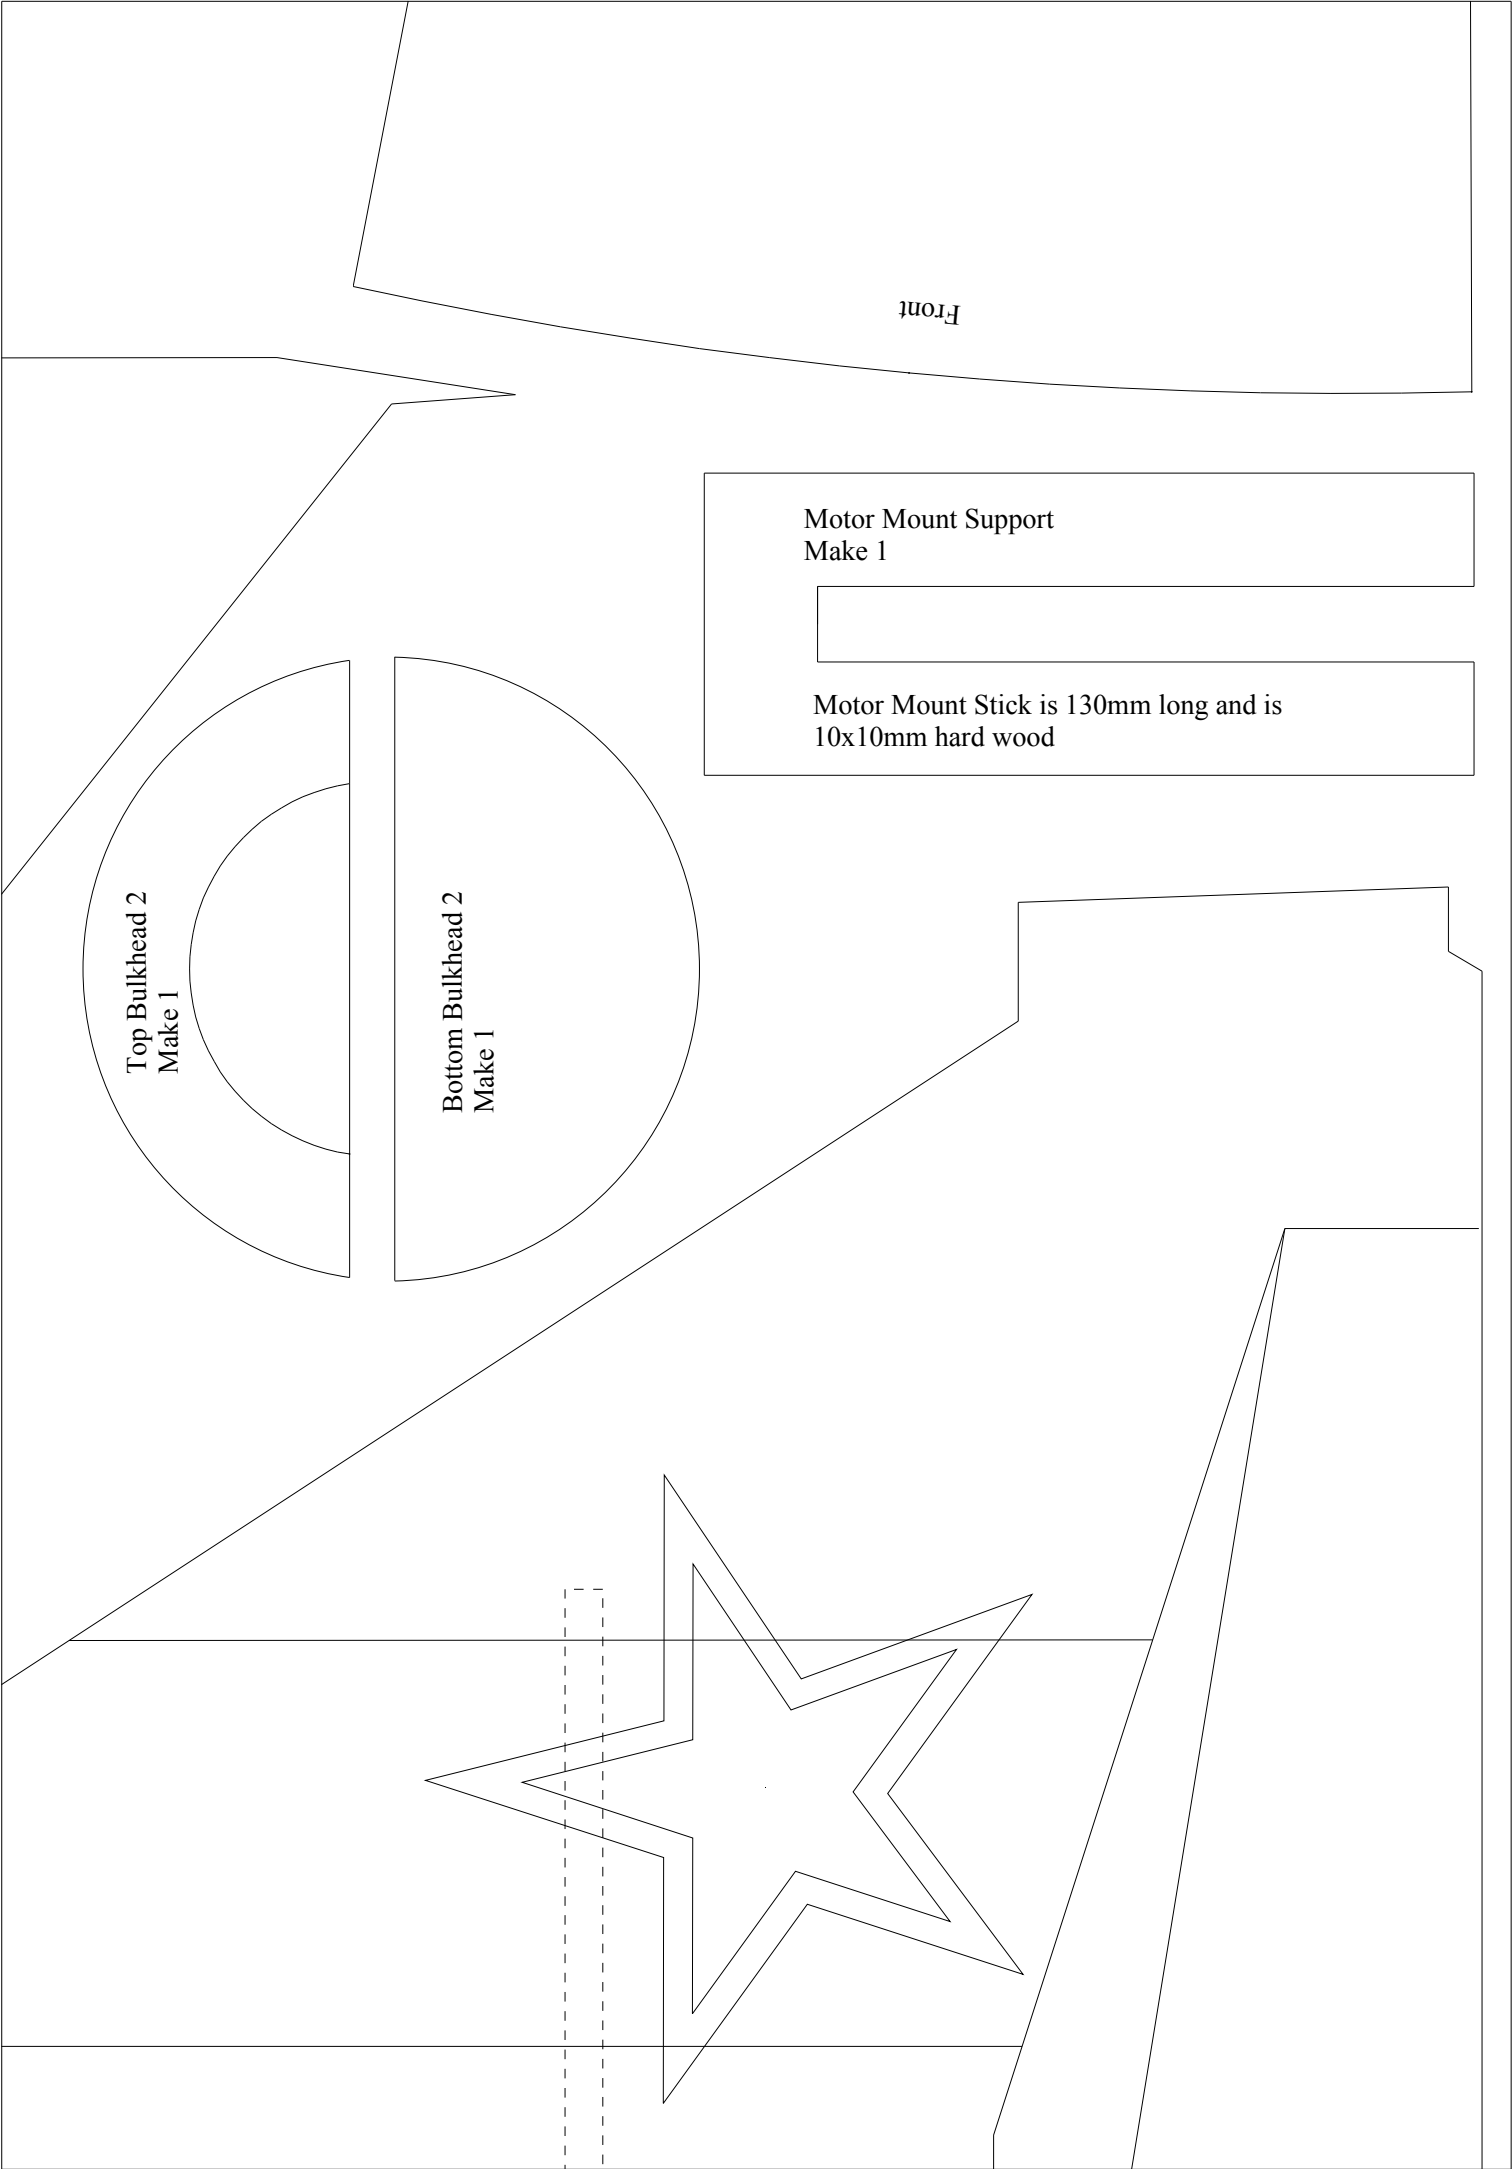 Front
Motor Mount Support
Make 1
Motor Mount Stick is 130mm long and is
10x10mm hard wood
Top Bulkhead 2
Make 1
Bottom Bulkhead 2
Make 1